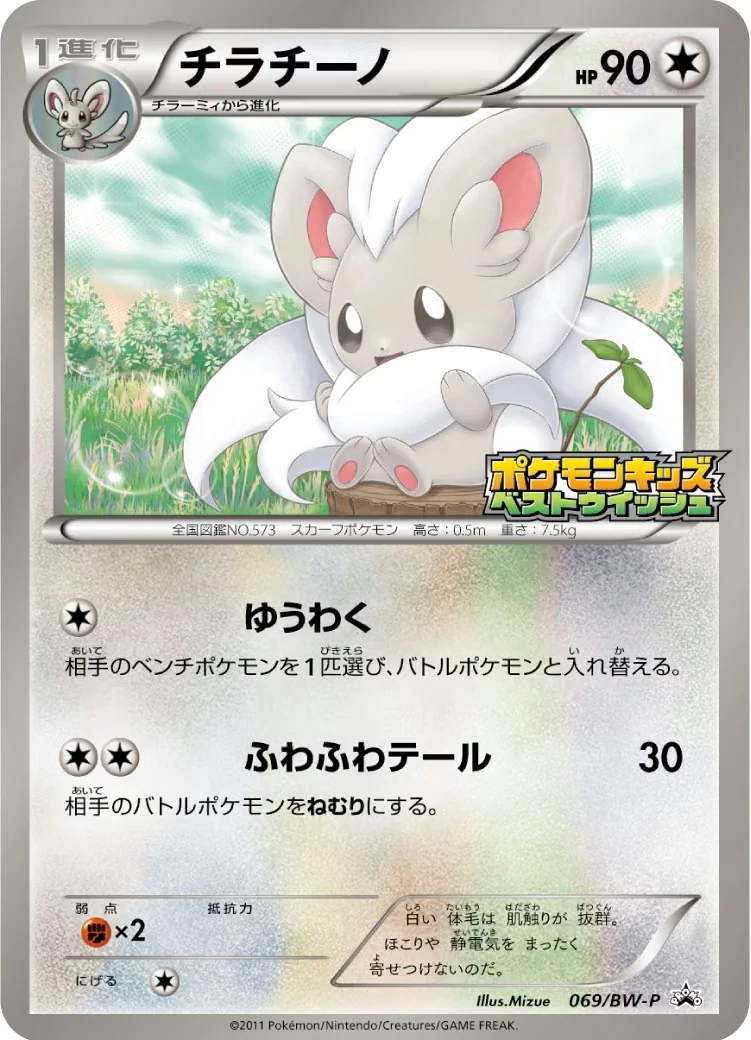 1進化
チラチーノ
HP90
チラーミィから進化
ポケモンキッズ
ベストウイッシュ
全国図鑑NO.573 スカーフポケモン 高さ：0.5m 重さ：7.5kg
ゆうわく
相手のベンチポケモンを1匹選び、バトルポケモンと入れ替える。
ふわふわテール 30
相手のバトルポケモンをねむりにする。
弱点 抵抗力
×2
にげる
白い 体毛は 肌触りが 抜群。
ほこりや 静電気を まったく
寄せつけないのだ。
Illus.Mizue 069/BW-P
©2011 Pokémon/Nintendo/Creatures/GAME FREAK.